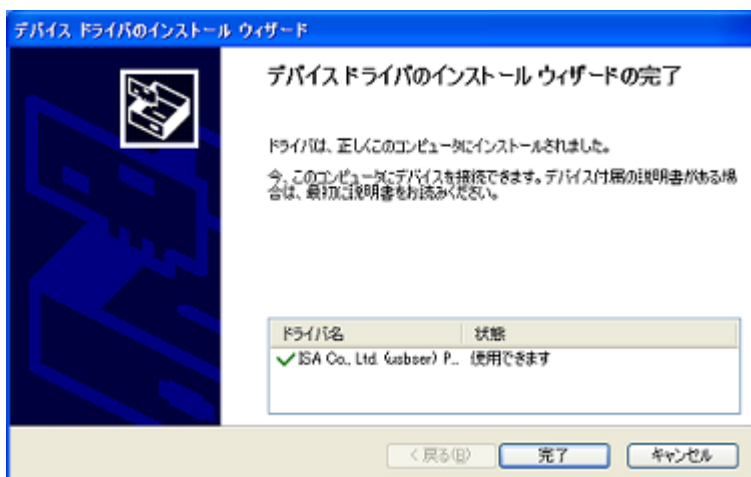 デバイス ドライバのインストール ウィザード
デバイス ドライバのインストール ウィザードの完了
ドライバは、正しくこのコンピュータにインストールされました。
今、このコンピュータにデバイスを接続できます。デバイス付属の説明書がある場
合は、最初に説明書をお読みください。
ドライバ名 状態
ISA Co., Ltd. (usbser) P... 使用できます
< 戻る(B) 完了 キャンセル